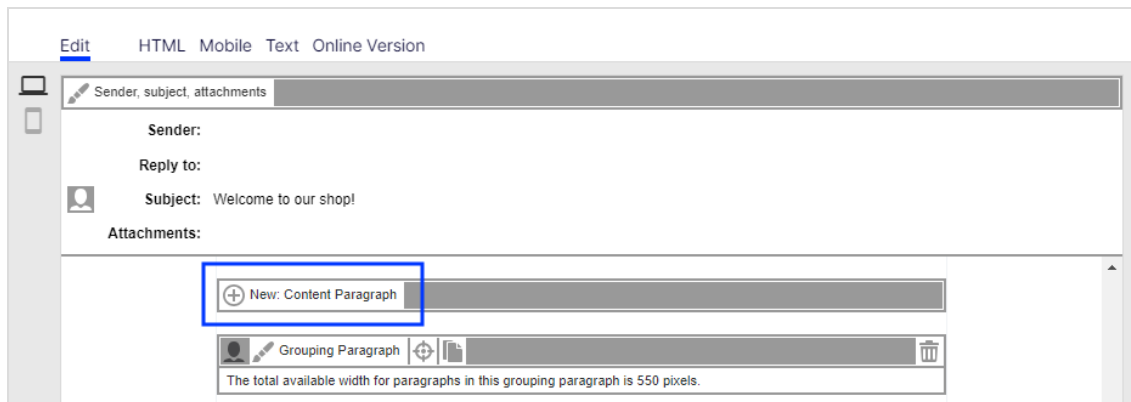 Edit HTML Mobile Text Online Version
Sender, subject, attachments
Sender:
Reply to:
Subject: Welcome to our shop!
Attachments:
New: Content Paragraph
Grouping Paragraph
The total available width for paragraphs in this grouping paragraph is 550 pixels.